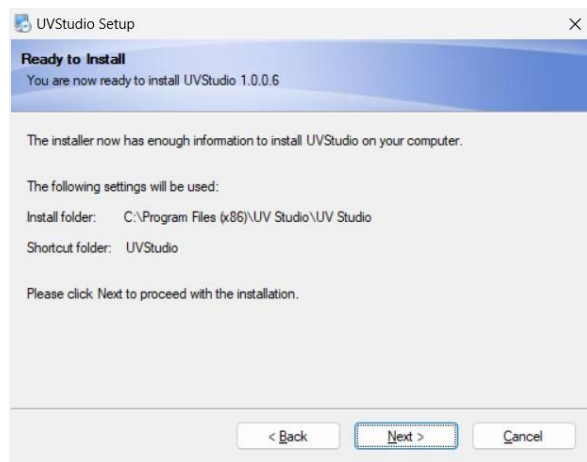 UVStudio Setup
Ready to Install
You are now ready to install UVStudio 1.0.0.6
The installer now has enough information to install UVStudio on your computer.
The following settings will be used:
Install folder: C:\Program Files (x86)\UV Studio\UV Studio
Shortcut folder: UVStudio
Please click Next to proceed with the installation.
< Back Next > Cancel